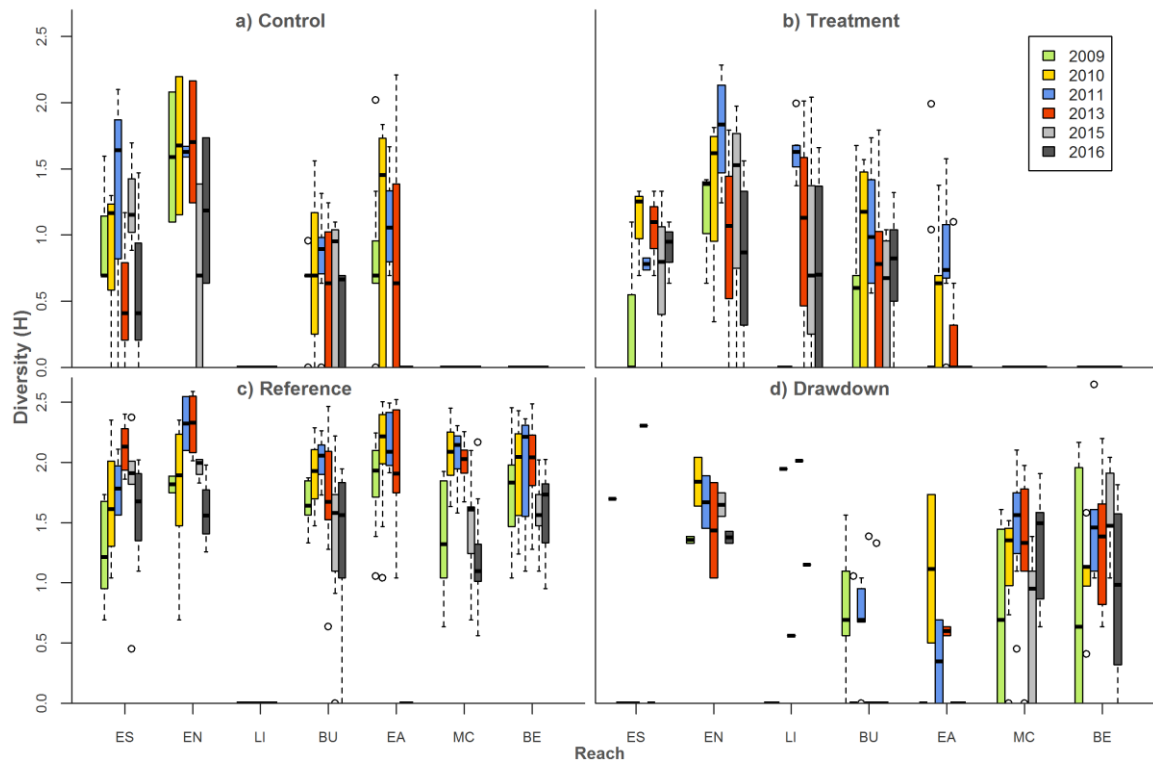 a) Control
b) Treatment
2.5
2.0
1.5
1.0
0.5
0.0
2009
2010
2011
2013
2015
2016
Diversity (H)
c) Reference
d) Drawdown
2.5
2.0
1.5
1.0
0.5
0.0
ES EN LI BU EA MC BE
ES EN LI BU EA MC BE
Reach